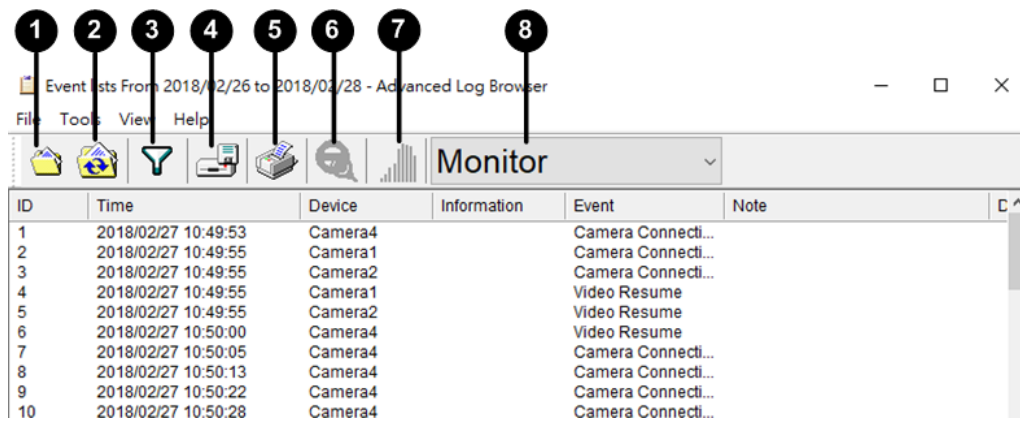 1 2 3 4 5 6 7 8
Event lists From 2018/02/26 to 2018/02/28 - Advanced Log Browser
File Tools View Help
Monitor
ID Time Device Information Event Note D
1 2018/02/27 10:49:53 Camera4 Camera Connecti...
2 2018/02/27 10:49:55 Camera1 Camera Connecti...
3 2018/02/27 10:49:55 Camera2 Camera Connecti...
4 2018/02/27 10:49:55 Camera1 Video Resume
5 2018/02/27 10:49:55 Camera2 Video Resume
6 2018/02/27 10:50:00 Camera4 Video Resume
7 2018/02/27 10:50:05 Camera4 Camera Connecti...
8 2018/02/27 10:50:13 Camera4 Camera Connecti...
9 2018/02/27 10:50:22 Camera4 Camera Connecti...
10 2018/02/27 10:50:28 Camera4 Camera Connecti...